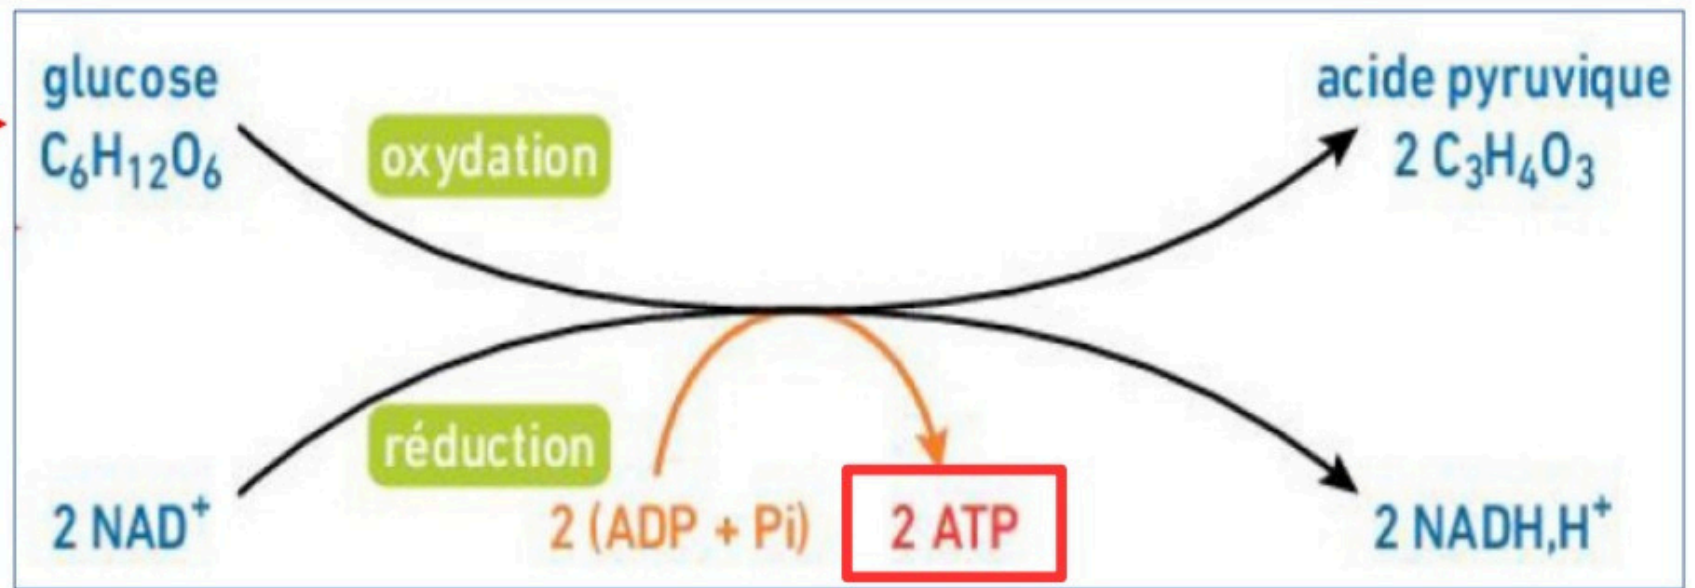 glucose
C₆H₁₂O₆
oxydation
acide pyruvique
2 C₃H₄O₃
réduction
2 NAD⁺
2 (ADP + Pi)
2 ATP
2 NADH,H⁺